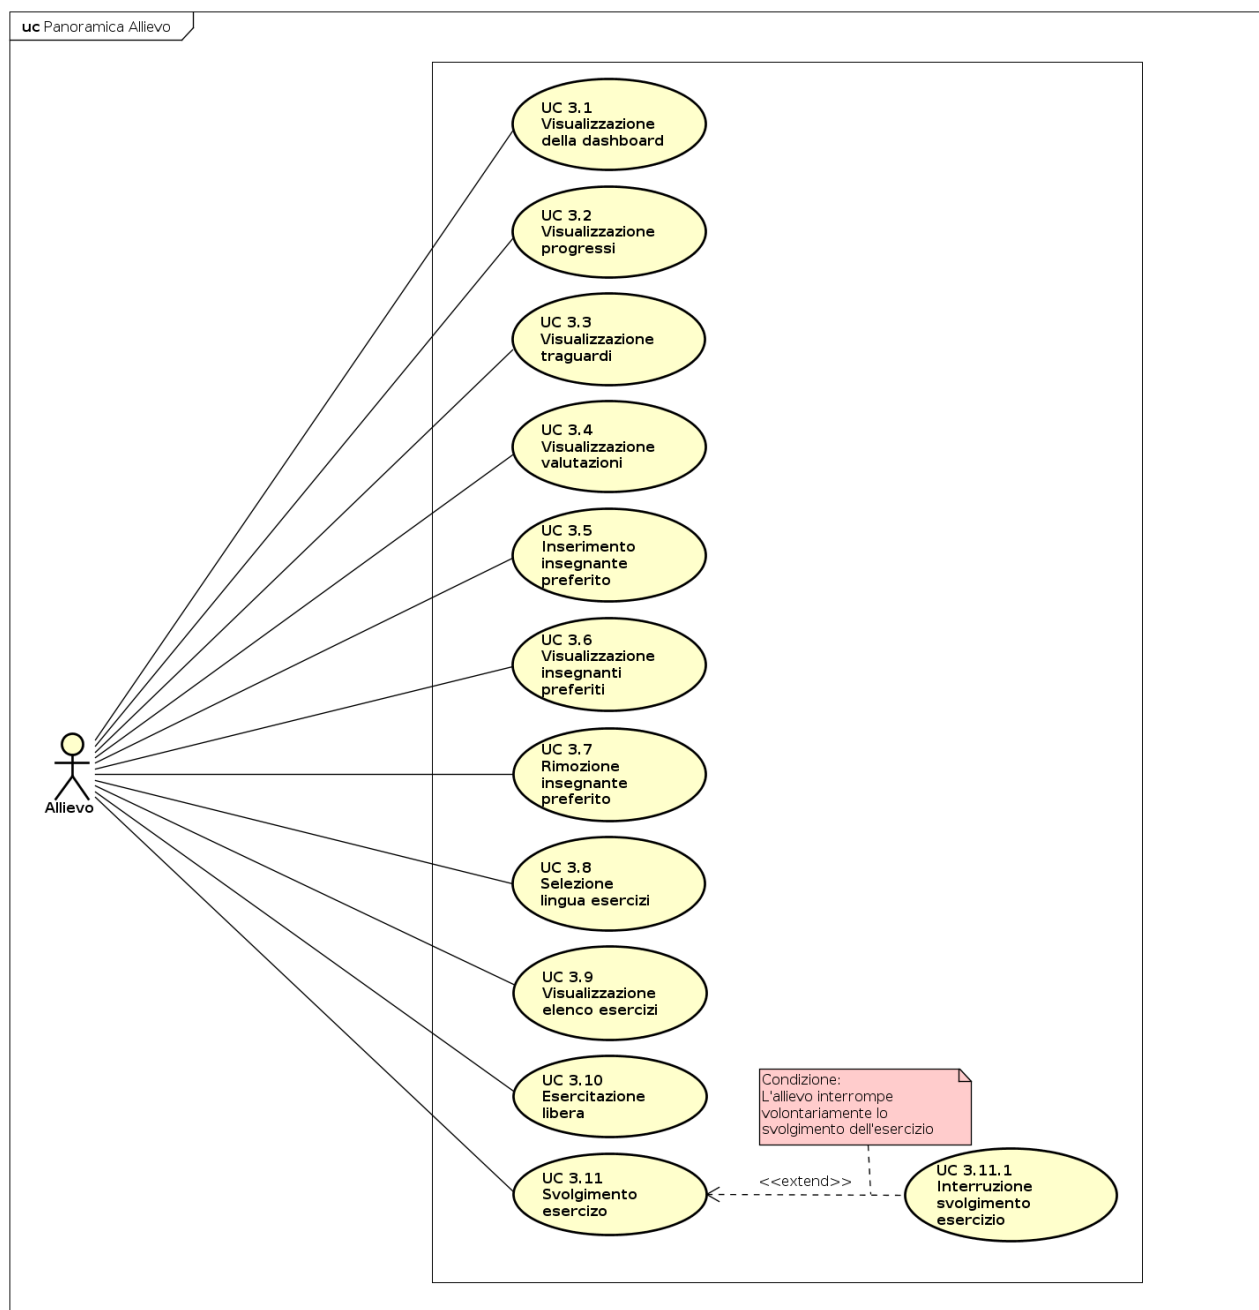 uc Panoramica Allievo
UC 3.1
Visualizzazione
della dashboard
UC 3.2
Visualizzazione
progressi
UC 3.3
Visualizzazione
traguardi
UC 3.4
Visualizzazione
valutazioni
UC 3.5
Inserimento
insegnante
preferito
UC 3.6
Visualizzazione
insegnanti
preferiti
UC 3.7
Rimozione
insegnante
preferito
Allievo
UC 3.8
Selezione
lingua esercizi
UC 3.9
Visualizzazione
elenco esercizi
UC 3.10
Esercitazione
libera
Condizione:
L'allievo interrompe
volontariamente lo
svolgimento dell'esercizio
UC 3.11
Svolgimento
esercizo
<<extend>>
UC 3.11.1
Interruzione
svolgimento
esercizio